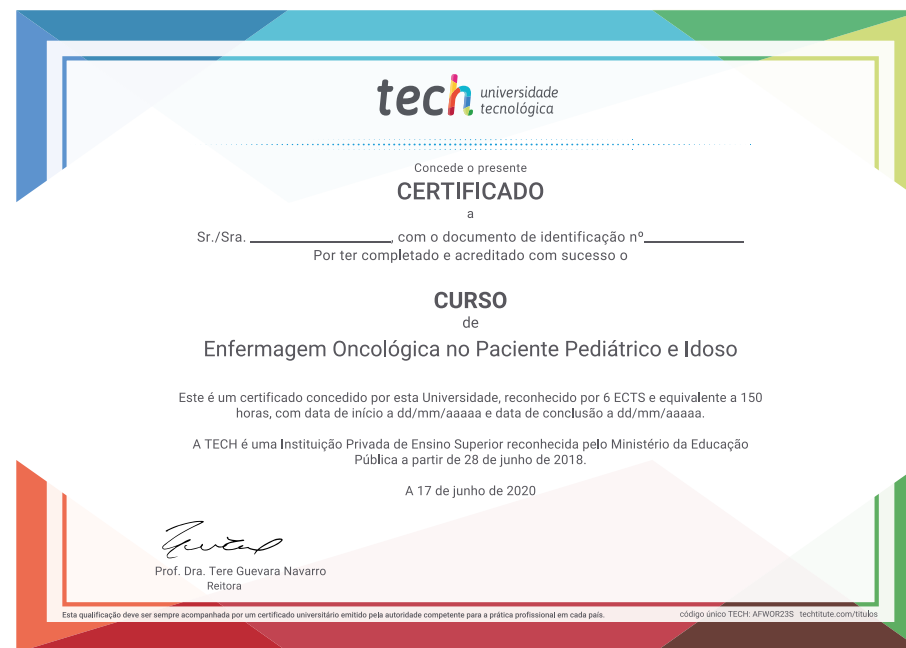 tech universidade
tecnológica
Concede o presente
CERTIFICADO
a
Sr./Sra. ____________________, com o documento de identificação nº______________
Por ter completado e acreditado com sucesso o
CURSO
de
Enfermagem Oncológica no Paciente Pediátrico e Idoso
Este é um certificado concedido por esta Universidade, reconhecido por 6 ECTS e equivalente a 150
horas, com data de início a dd/mm/aaaaa e data de conclusão a dd/mm/aaaaa.
A TECH é uma Instituição Privada de Ensino Superior reconhecida pelo Ministério da Educação
Pública a partir de 28 de junho de 2018.
A 17 de junho de 2020
Prof. Dra. Tere Guevara Navarro
Reitora
Esta qualificação deve ser sempre acompanhada por um certificado universitário emitido pela autoridade competente para a prática profissional em cada país.
código único TECH: AFWOR23S techtitute.com/titulos